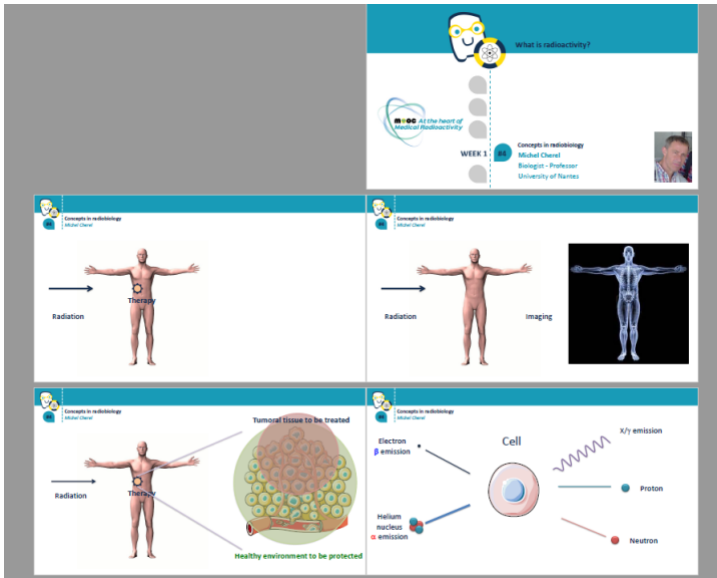 What is radioactivity?
mooc At the heart of
Medical Radioactivity
WEEK 1
Concepts in radiobiology
Michel Cherel
Biologist - Professor
University of Nantes
Concepts in radiobiology
Michel Cherel
Radiation
Therapy
Concepts in radiobiology
Michel Cherel
Radiation
Imaging
Concepts in radiobiology
Michel Cherel
Tumoral tissue to be treated
Radiation
Therapy
Healthy environment to be protected
Concepts in radiobiology
Michel Cherel
Electron
β emission
Cell
X/γ emission
Proton
Helium
nucleus
α emission
Neutron